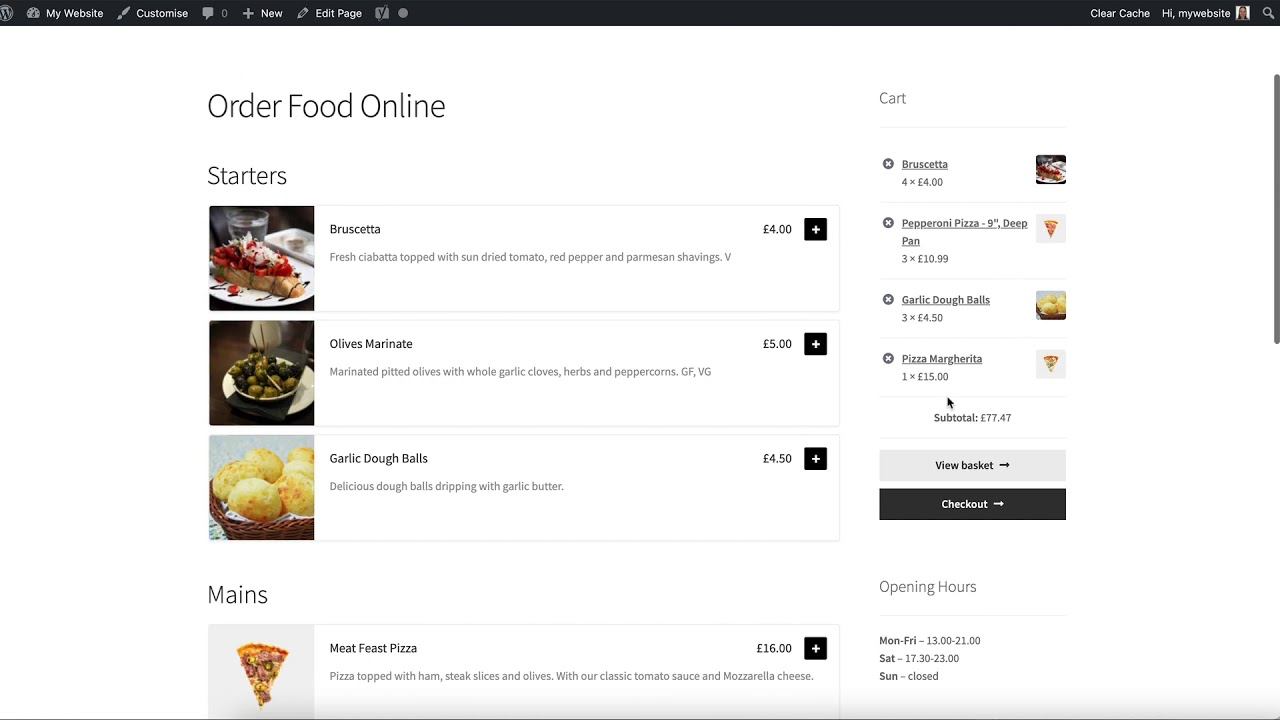 My Website
Customise
0
New
Edit Page
Clear Cache
Hi, mywebsite
Order Food Online
Starters
Bruscetta
£4.00
+
Fresh ciabatta topped with sun dried tomato, red pepper and parmesan shavings. V
Olives Marinate
£5.00
+
Marinated pitted olives with whole garlic cloves, herbs and peppercorns. GF, VG
Garlic Dough Balls
£4.50
+
Delicious dough balls dripping with garlic butter.
Mains
Meat Feast Pizza
£16.00
+
Pizza topped with ham, steak slices and olives. With our classic tomato sauce and Mozzarella cheese.
Cart
Bruscetta
4 × £4.00
Pepperoni Pizza - 9", Deep
Pan
3 × £10.99
Garlic Dough Balls
3 × £4.50
Pizza Margherita
1 × £15.00
Subtotal: £77.47
View basket →
Checkout →
Opening Hours
Mon-Fri – 13.00-21.00
Sat – 17.30-23.00
Sun – closed